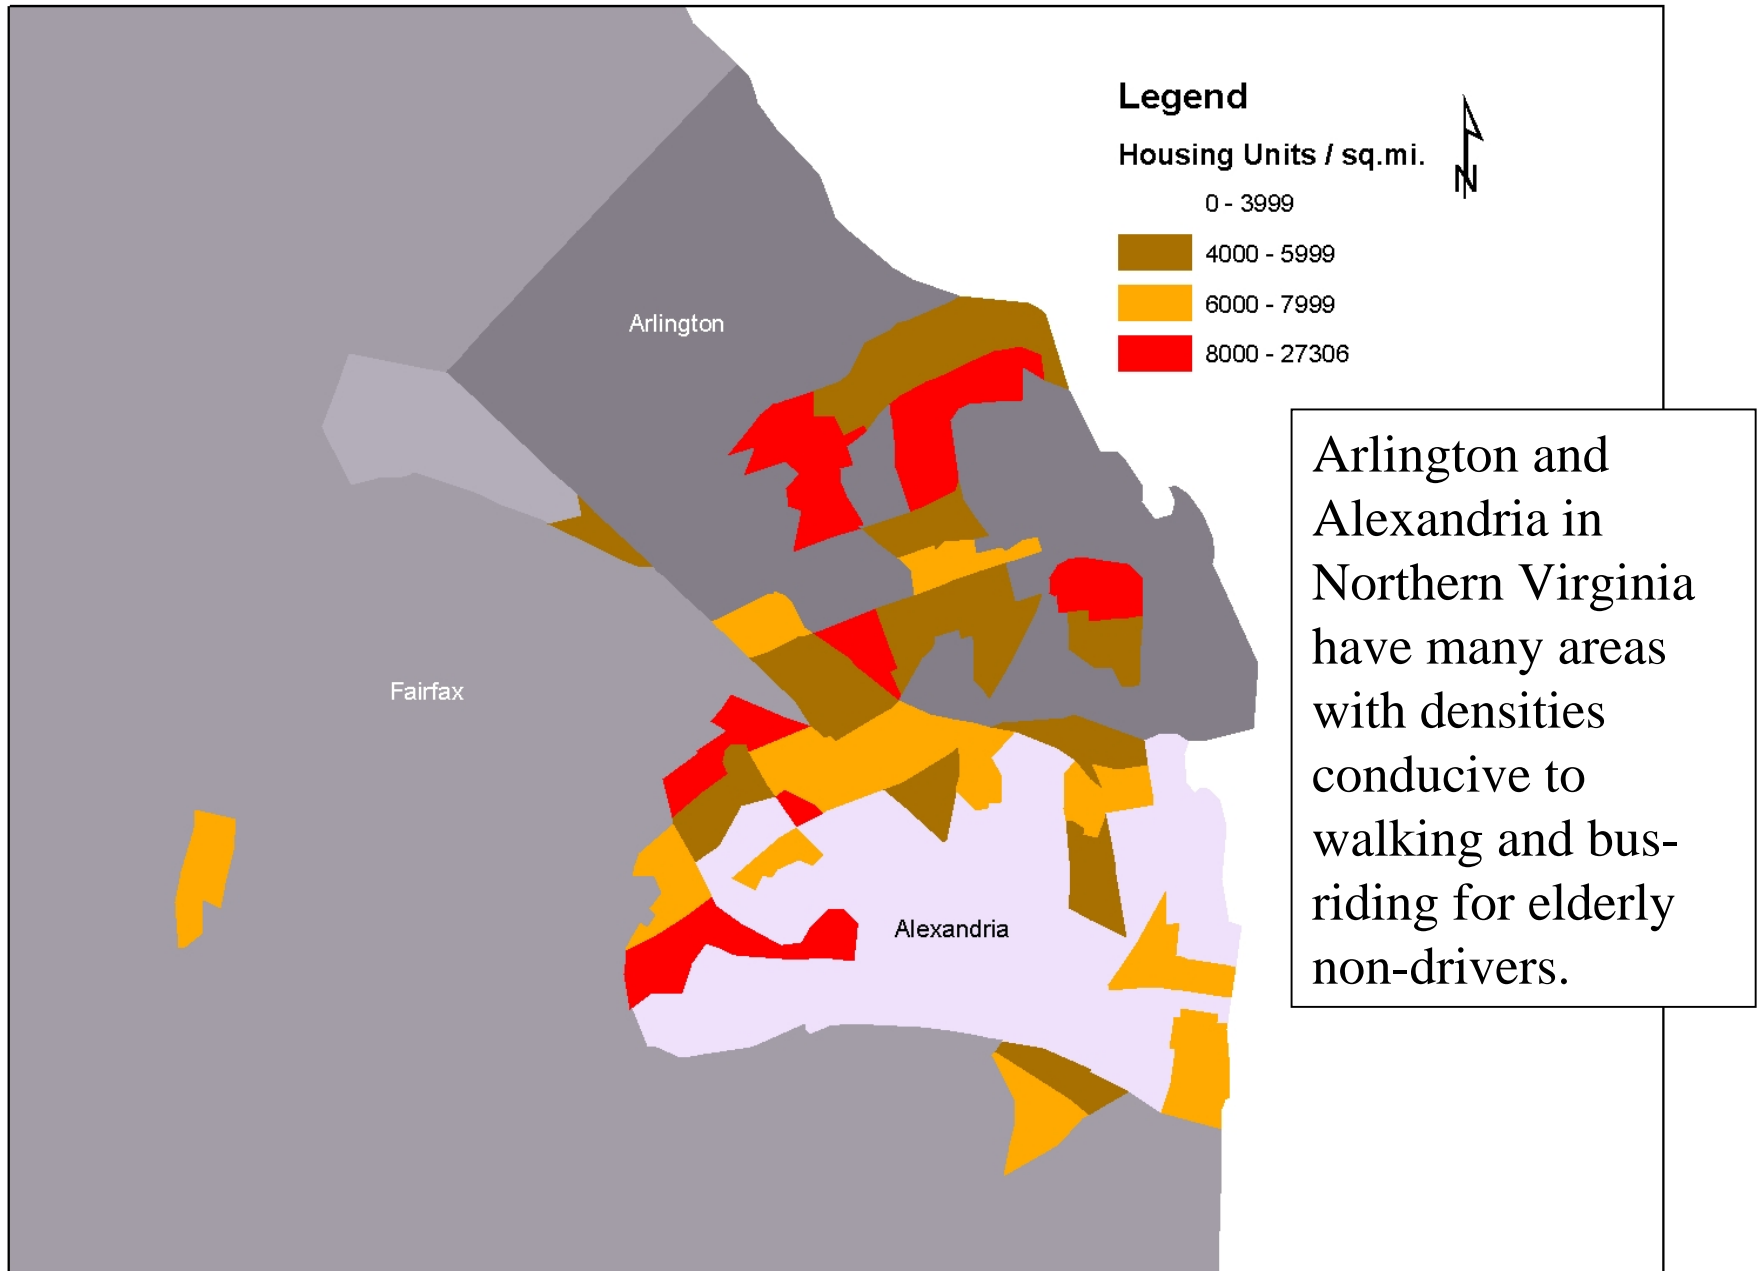 Legend
Housing Units / sq.mi.
N
0 - 3999
4000 - 5999
6000 - 7999
8000 - 27306
Arlington
Fairfax
Alexandria
Arlington and
Alexandria in
Northern Virginia
have many areas
with densities
conducive to
walking and bus-
riding for elderly
non-drivers.